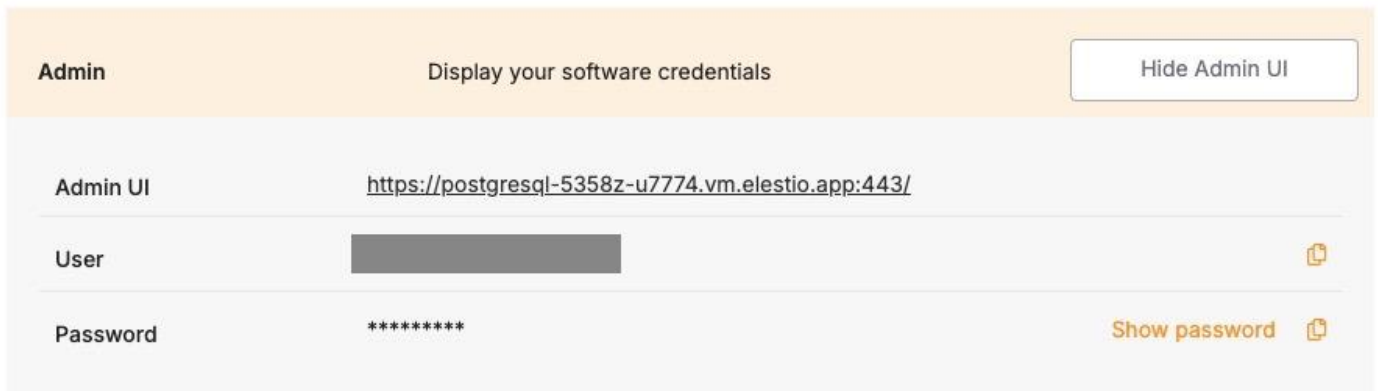 Admin Display your software credentials Hide Admin UI
Admin UI https://postgresql-5358z-u7774.vm.elestio.app:443/
User
Password ********* Show password